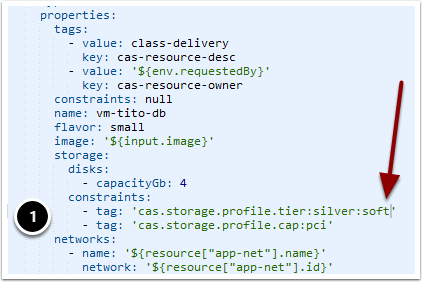 properties:
tags:
- value: class-delivery
key: cas-resource-desc
- value: '${env.requestedBy}'
key: cas-resource-owner
constraints: null
name: vm-tito-db
flavor: small
image: '${input.image}'
storage:
disks:
- capacityGb: 4
constraints:
- tag: 'cas.storage.profile.tier:silver:soft'
1
- tag: 'cas.storage.profile.cap:pci'
networks:
- name: '${resource["app-net"].name}'
network: '${resource["app-net"].id}'